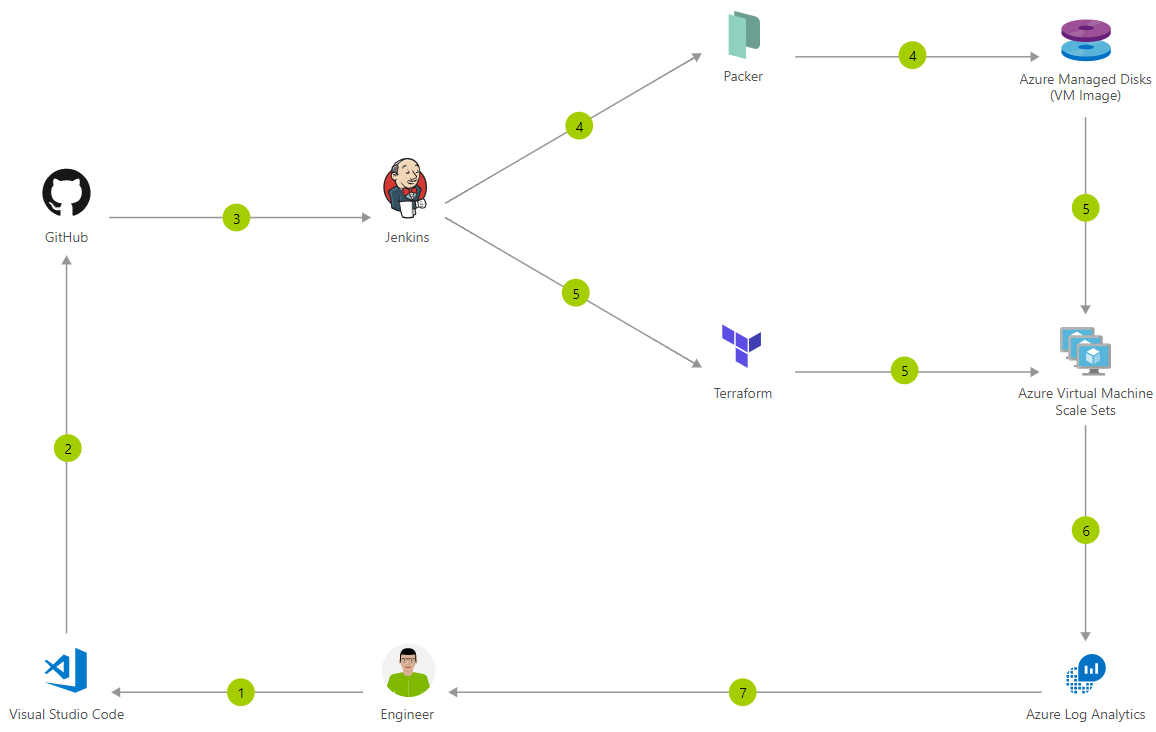 Packer
4
Azure Managed Disks
(VM Image)
4
GitHub
3
Jenkins
5
5
Terraform
5
Azure Virtual Machine
Scale Sets
2
6
Visual Studio Code
1
Engineer
7
Azure Log Analytics